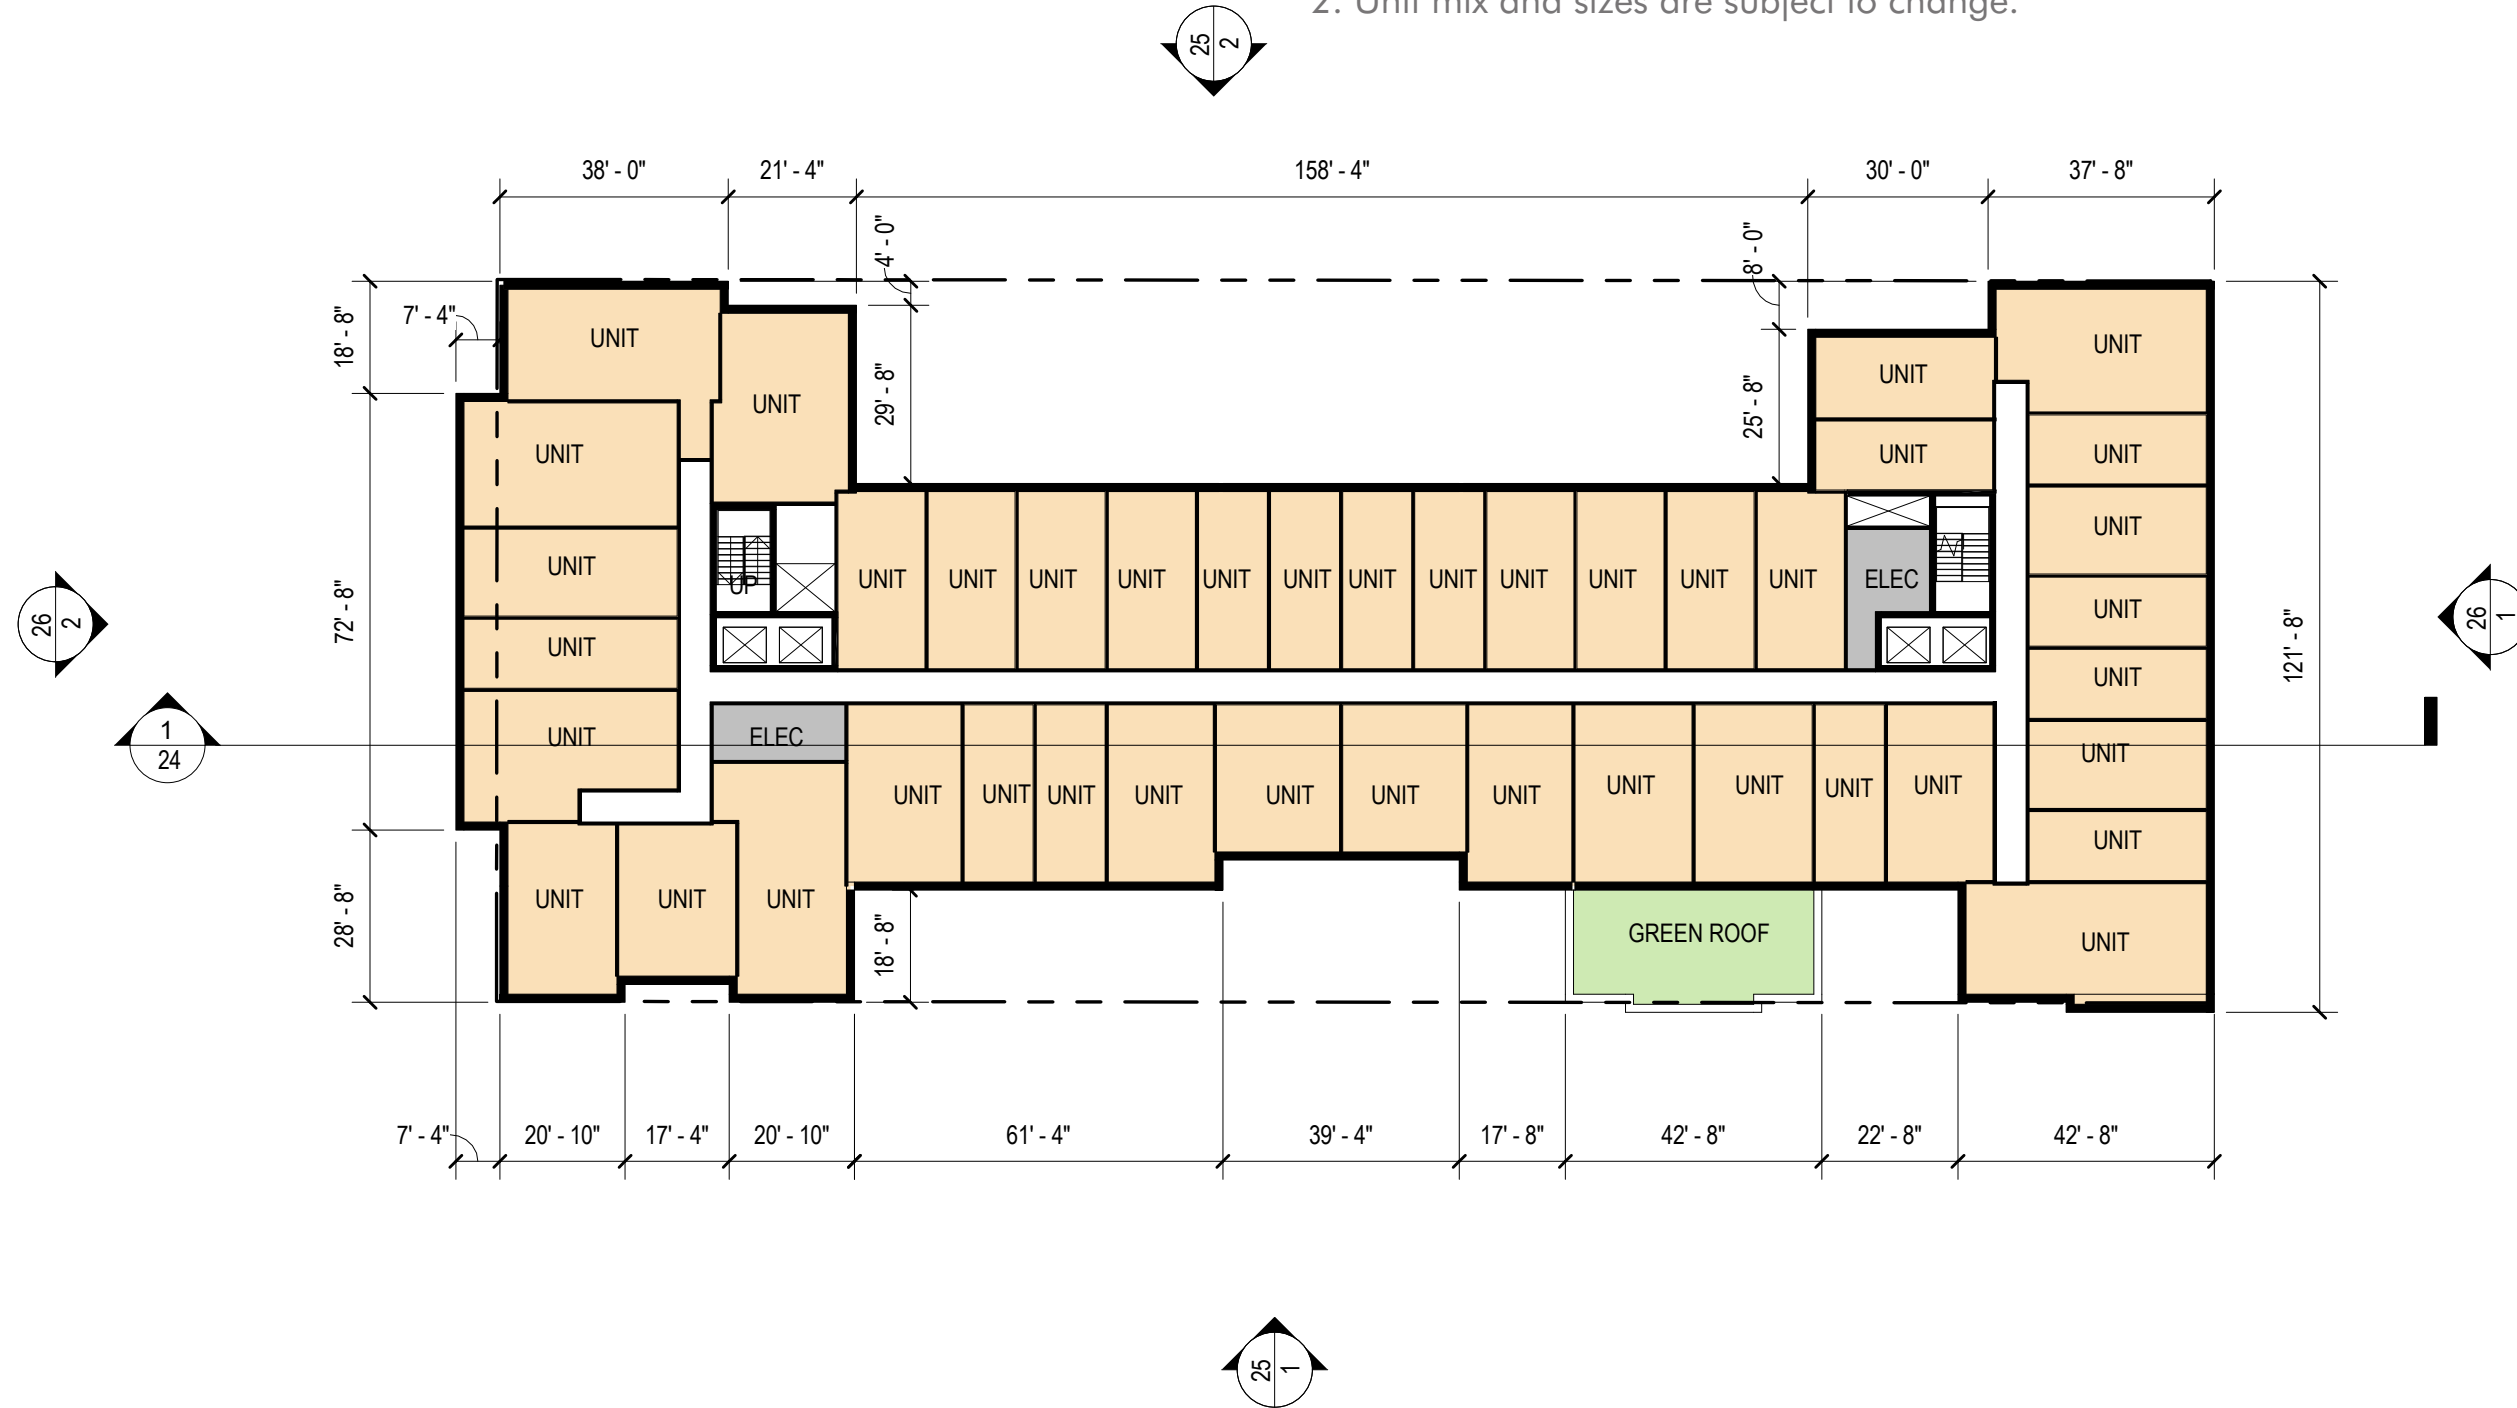 2. Unit mix and sizes are subject to change.
25
2
38' - 0"
21' - 4"
158' - 4"
30' - 0"
37' - 8"
4' - 0"
8' - 0"
7' - 4"
18' - 8"
29' - 8"
25' - 8"
UNIT
UNIT
UNIT
UNIT
UNIT
UNIT
UNIT
UNIT
UNIT
UNIT
72' - 8"
121' - 8"
UNIT
UP
UNIT
UNIT
UNIT
UNIT
UNIT
UNIT
UNIT
UNIT
UNIT
UNIT
UNIT
UNIT
ELEC
UNIT
26
2
26
1
UNIT
UNIT
1
24
UNIT
ELEC
UNIT
UNIT
UNIT
UNIT
UNIT
UNIT
UNIT
UNIT
UNIT
UNIT
UNIT
UNIT
UNIT
28' - 8"
UNIT
UNIT
UNIT
18' - 8"
GREEN ROOF
UNIT
7' - 4"
20' - 10"
17' - 4"
20' - 10"
61' - 4"
39' - 4"
17' - 8"
42' - 8"
22' - 8"
42' - 8"
25
1